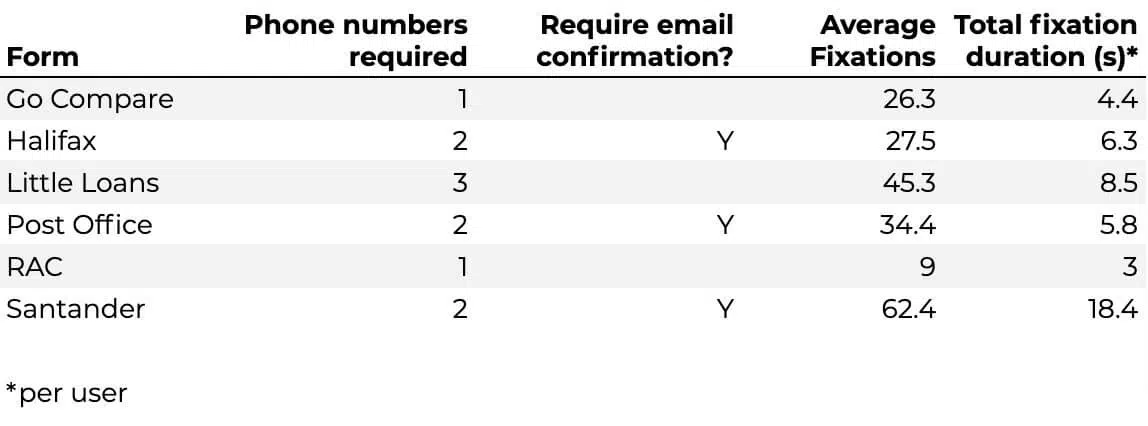 Form Phone numbers required Require email confirmation? Average Fixations Total fixation duration (s)*
Go Compare 1 26.3 4.4
Halifax 2 Y 27.5 6.3
Little Loans 3 45.3 8.5
Post Office 2 Y 34.4 5.8
RAC 1 9 3
Santander 2 Y 62.4 18.4
*per user